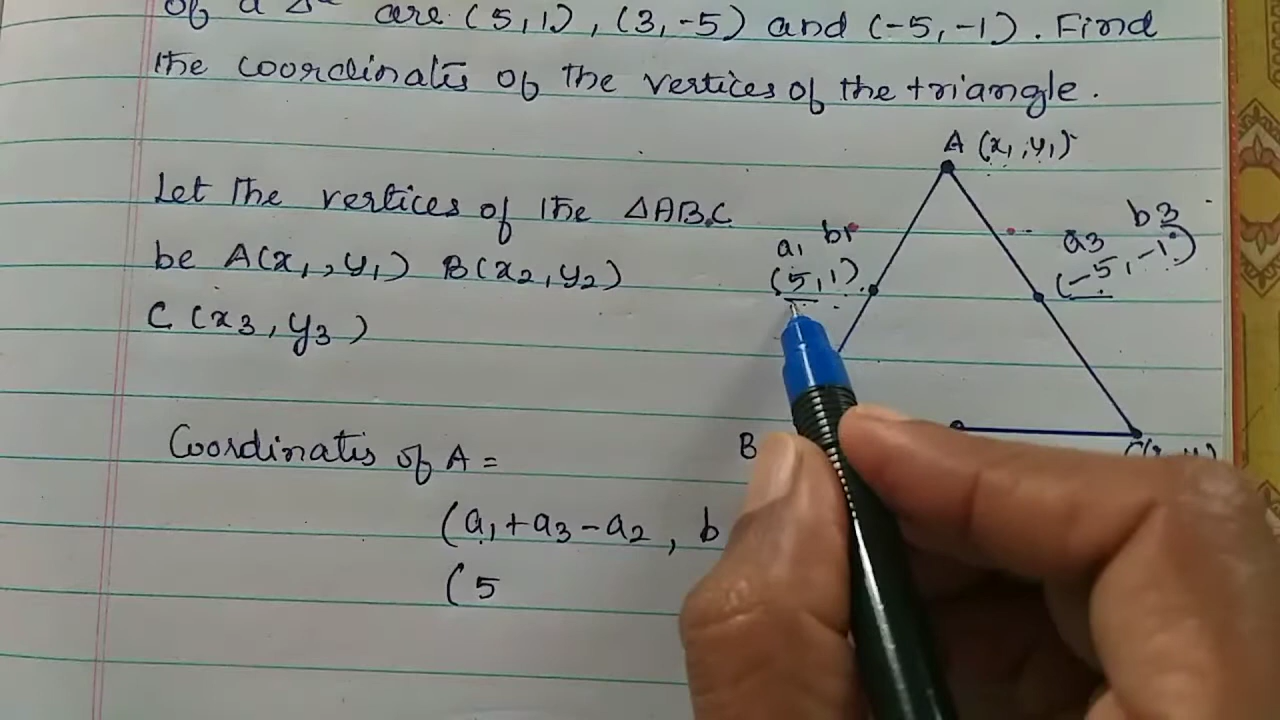 of a Δˡᵉ are (5,1), (3,-5) and (-5,-1). Find
the coordinates of the vertices of the triangle.
A (x₁,y₁)
Let the vertices of the ΔABC
be A(x₁,y₁) B(x₂,y₂)
C (x₃,y₃)
a₁ b₁
(5,1)
a₃ b₃
(-5,-1)
B
Coordinates of A =
(a₁+a₃-a₂, b
(5